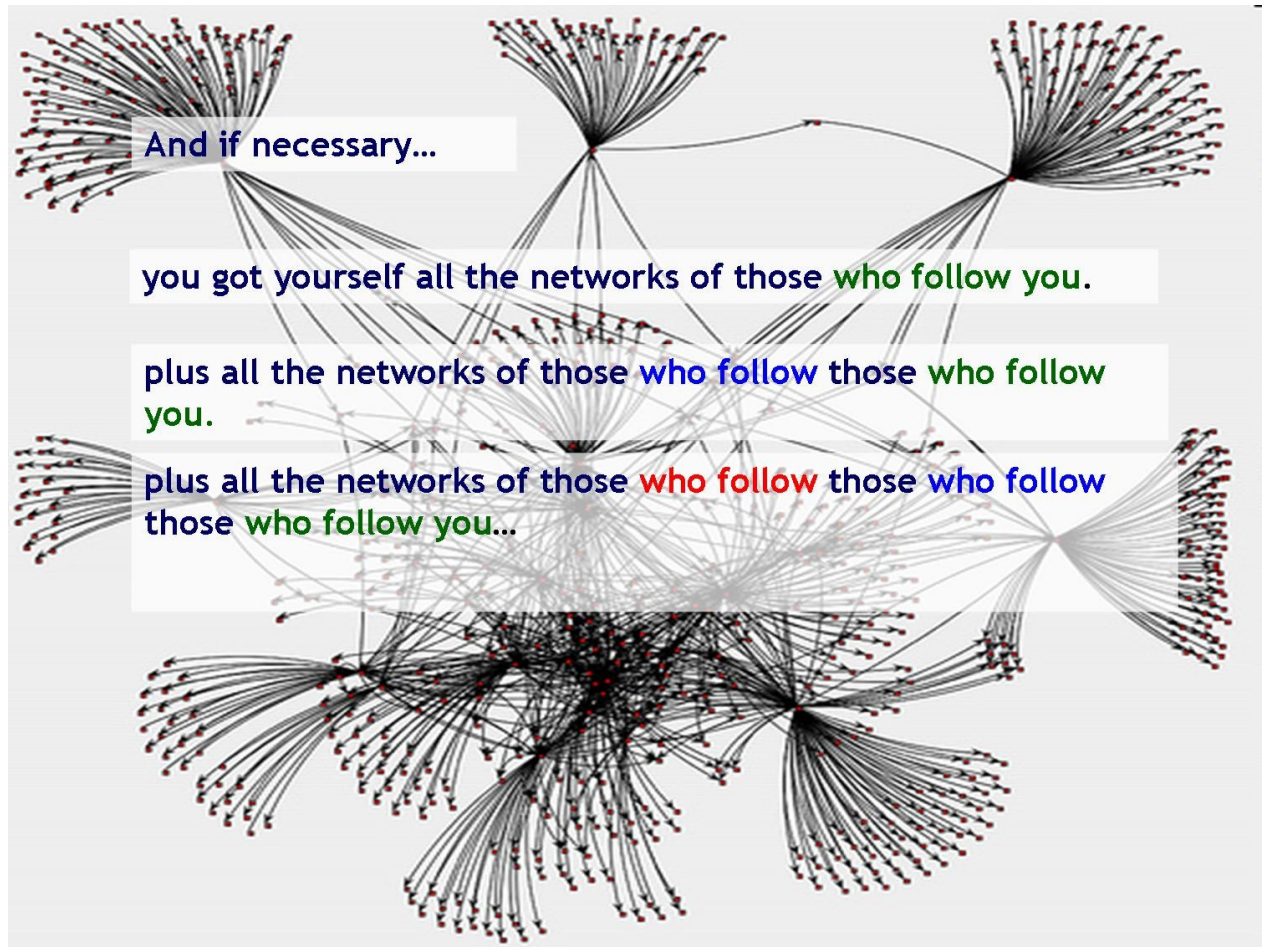 And if necessary…
you got yourself all the networks of those who follow you.
plus all the networks of those who follow those who follow
you.
plus all the networks of those who follow those who follow
those who follow you…